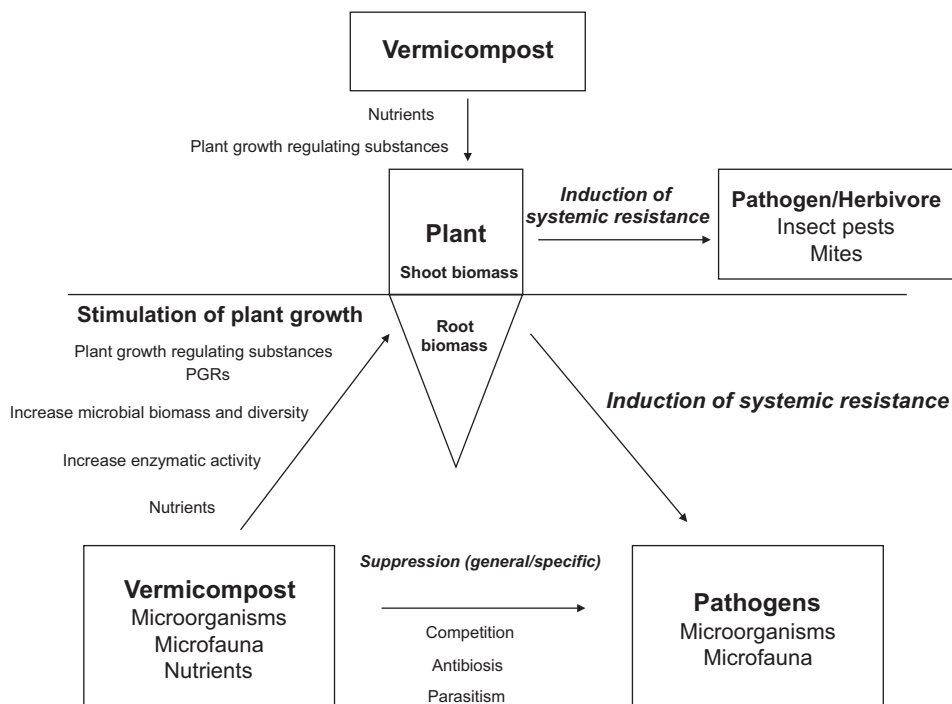 Vermicompost
Nutrients
Plant growth regulating substances
Plant
Shoot biomass
Induction of
systemic resistance
Pathogen/Herbivore
Insect pests
Mites
Stimulation of plant growth
Plant growth regulating substances
PGRs
Increase microbial biomass and diversity
Increase enzymatic activity
Nutrients
Root
biomass
Induction of systemic resistance
Vermicompost
Microorganisms
Microfauna
Nutrients
Suppression (general/specific)
Competition
Antibiosis
Parasitism
Pathogens
Microorganisms
Microfauna